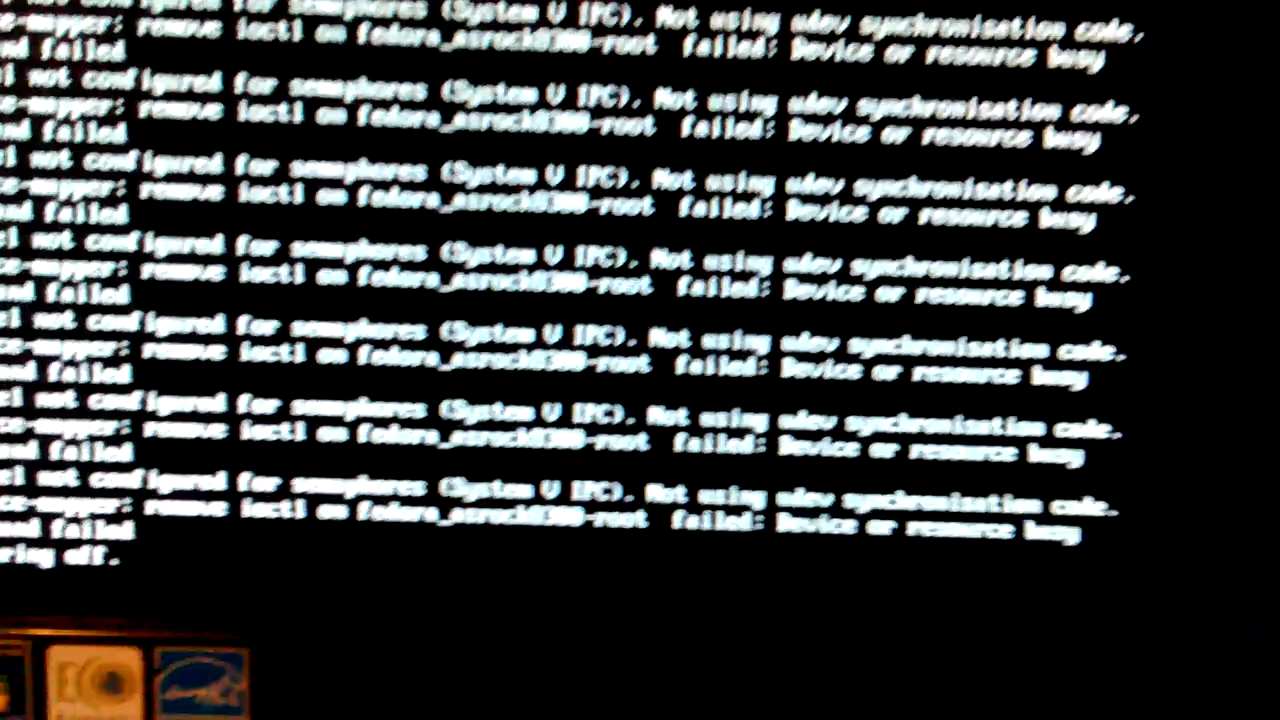 not configured for semaphores (System V IPC). Not using udev synchronisation code.
ce-mapper: remove ioctl on fedora_asrock8300-root failed: Device or resource busy
nd failed
el not configured for semaphores (System V IPC). Not using udev synchronisation code.
ce-mapper: remove ioctl on fedora_asrock8300-root failed: Device or resource busy
nd failed
el not configured for semaphores (System V IPC). Not using udev synchronisation code.
ce-mapper: remove ioctl on fedora_asrock8300-root failed: Device or resource busy
nd failed
el not configured for semaphores (System V IPC). Not using udev synchronisation code.
ce-mapper: remove ioctl on fedora_asrock8300-root failed: Device or resource busy
nd failed
el not configured for semaphores (System V IPC). Not using udev synchronisation code.
ce-mapper: remove ioctl on fedora_asrock8300-root failed: Device or resource busy
nd failed
el not configured for semaphores (System V IPC). Not using udev synchronisation code.
ce-mapper: remove ioctl on fedora_asrock8300-root failed: Device or resource busy
and failed
el not configured for semaphores (System V IPC). Not using udev synchronisation code.
ce-mapper: remove ioctl on fedora_asrock8300-root failed: Device or resource busy
and failed
ring off.